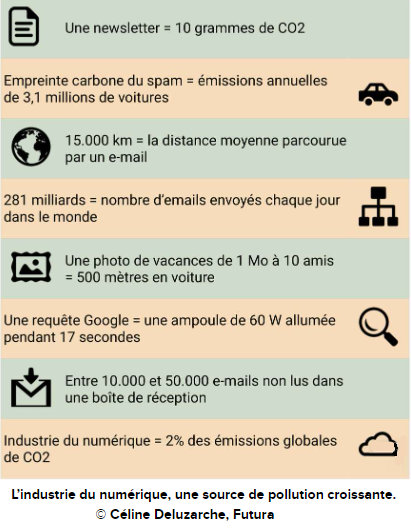 Une newsletter = 10 grammes de CO2
Empreinte carbone du spam = émissions annuelles
de 3,1 millions de voitures
15.000 km = la distance moyenne parcourue
par un e-mail
281 milliards = nombre d'emails envoyés chaque jour
dans le monde
Une photo de vacances de 1 Mo à 10 amis
= 500 mètres en voiture
Une requête Google = une ampoule de 60 W allumée
pendant 17 secondes
Entre 10.000 et 50.000 e-mails non lus dans
une boîte de réception
Industrie du numérique = 2% des émissions globales
de CO2
L'industrie du numérique, une source de pollution croissante.
© Céline Deluzarche, Futura